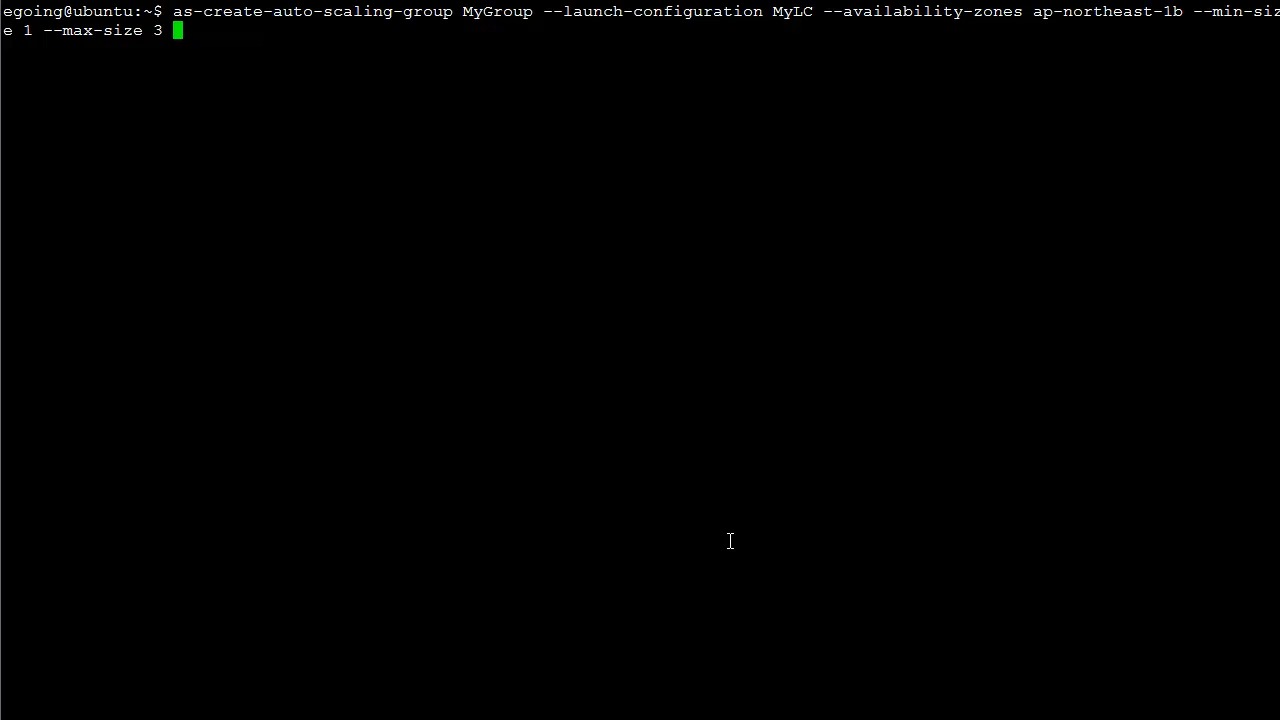 egoing@ubuntu:~$ as-create-auto-scaling-group MyGroup --launch-configuration MyLC --availability-zones ap-northeast-1b --min-siz
e 1 --max-size 3